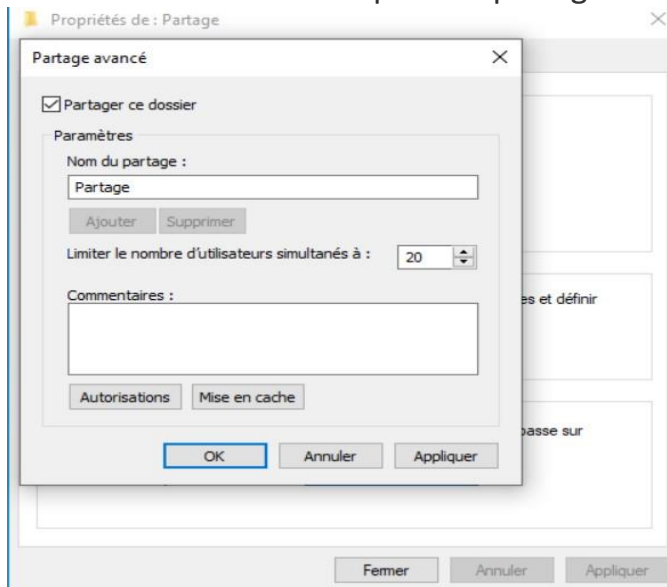 Propriétés de : Partage
Partage avancé
Partager ce dossier
Paramètres
Nom du partage :
Partage
Ajouter Supprimer
Limiter le nombre d'utilisateurs simultanés à : 20
Commentaires :
es et définir
Autorisations Mise en cache
passe sur
OK Annuler Appliquer
Fermer Annuler Appliquer